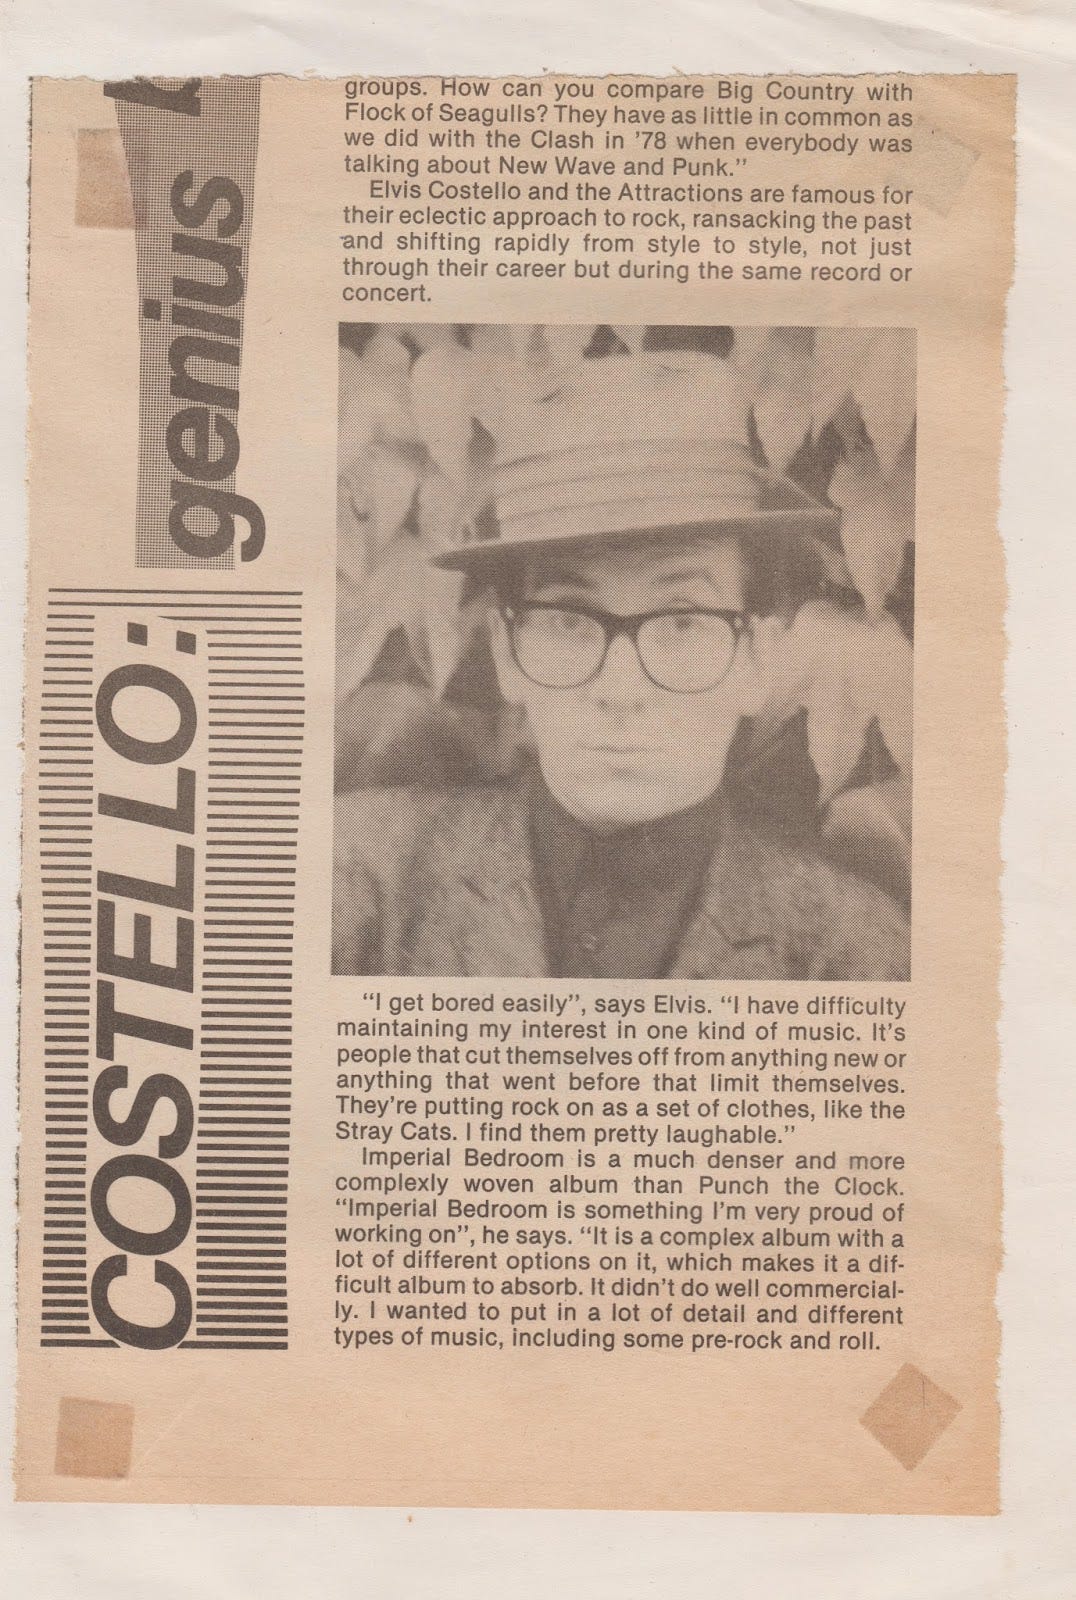 COSTELLO:
genius
groups. How can you compare Big Country with
Flock of Seagulls? They have as little in common as
we did with the Clash in '78 when everybody was
talking about New Wave and Punk."
Elvis Costello and the Attractions are famous for
their eclectic approach to rock, ransacking the past
and shifting rapidly from style to style, not just
through their career but during the same record or
concert.
"I get bored easily", says Elvis. "I have difficulty
maintaining my interest in one kind of music. It's
people that cut themselves off from anything new or
anything that went before that limit themselves.
They're putting rock on as a set of clothes, like the
Stray Cats. I find them pretty laughable."
Imperial Bedroom is a much denser and more
complexly woven album than Punch the Clock.
"Imperial Bedroom is something I'm very proud of
working on", he says. "It is a complex album with a
lot of different options on it, which makes it a dif-
ficult album to absorb. It didn't do well commercial-
ly. I wanted to put in a lot of detail and different
types of music, including some pre-rock and roll.